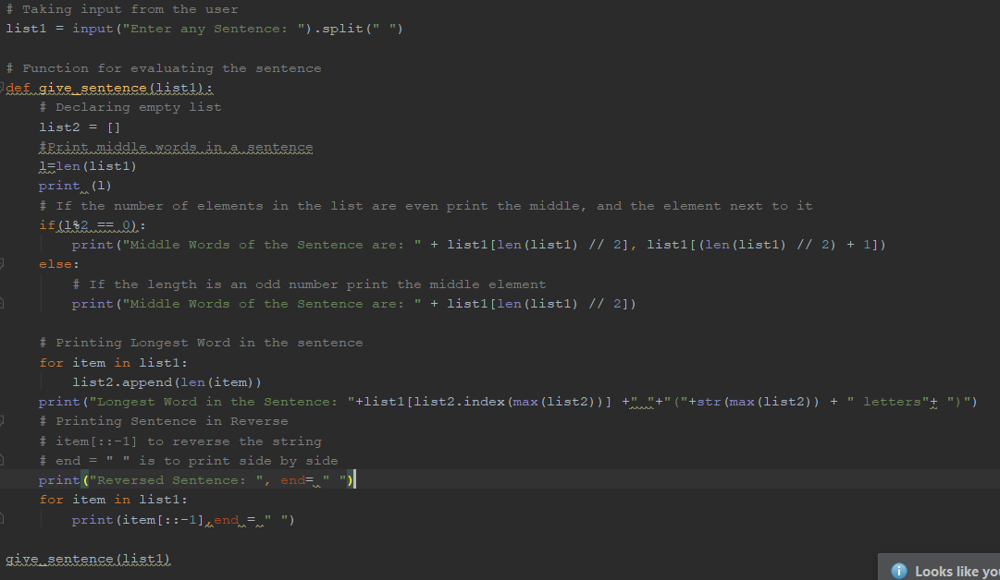 # Taking input from the user
list1 = input("Enter any Sentence: ").split(" ")
# Function for evaluating the sentence
def give_sentence(list1):
    # Declaring empty list
    list2 = []
    #Print middle words in a sentence
    l=len(list1)
    print (l)
    # If the number of elements in the list are even print the middle, and the element next to it
    if(l%2 == 0):
        print("Middle Words of the Sentence are: " + list1[len(list1) // 2], list1[(len(list1) // 2) + 1])
    else:
        # If the length is an odd number print the middle element
        print("Middle Words of the Sentence are: " + list1[len(list1) // 2])
    # Printing Longest Word in the sentence
    for item in list1:
        list2.append(len(item))
    print("Longest Word in the Sentence: "+list1[list2.index(max(list2))] +" "+"("+str(max(list2)) + " letters"+ ")")
    # Printing Sentence in Reverse
    # item[::-1] to reverse the string
    # end = " " is to print side by side
    print("Reversed Sentence: ", end= " ")
    for item in list1:
        print(item[::-1],end = " ")
give_sentence(list1)
Looks like you